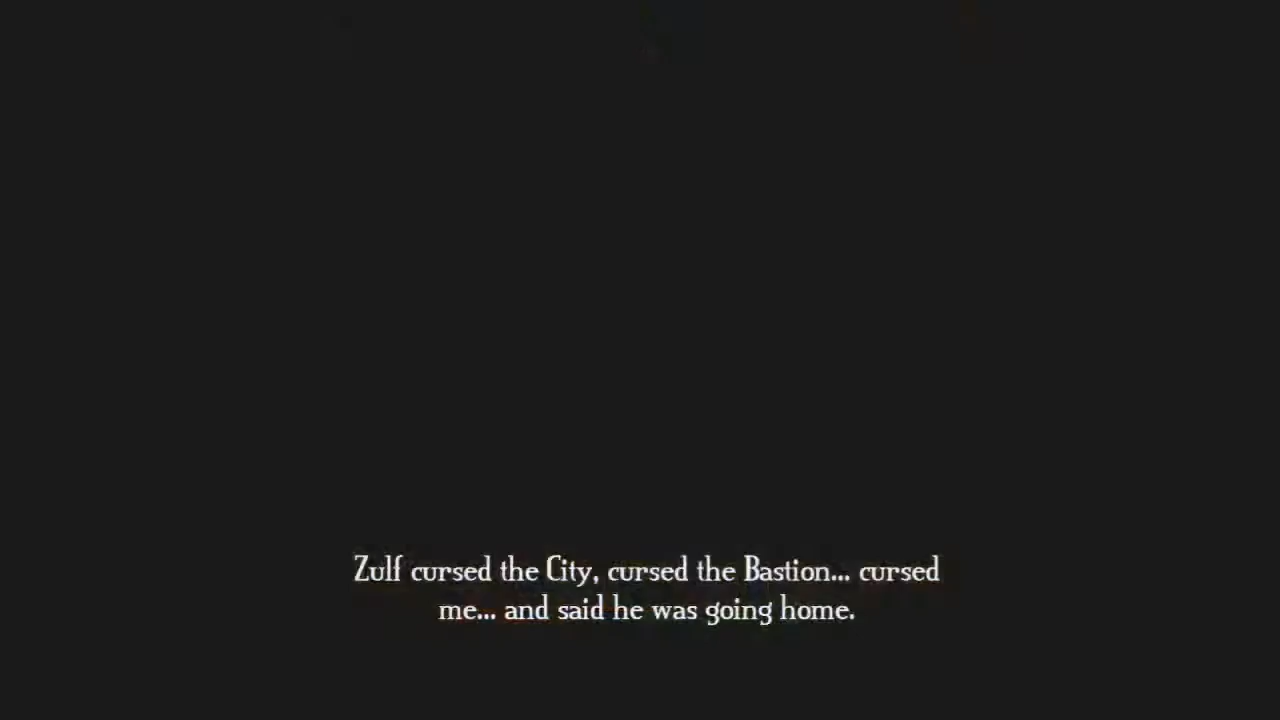 Zulf cursed the City, cursed the Bastion... cursed
me... and said he was going home.